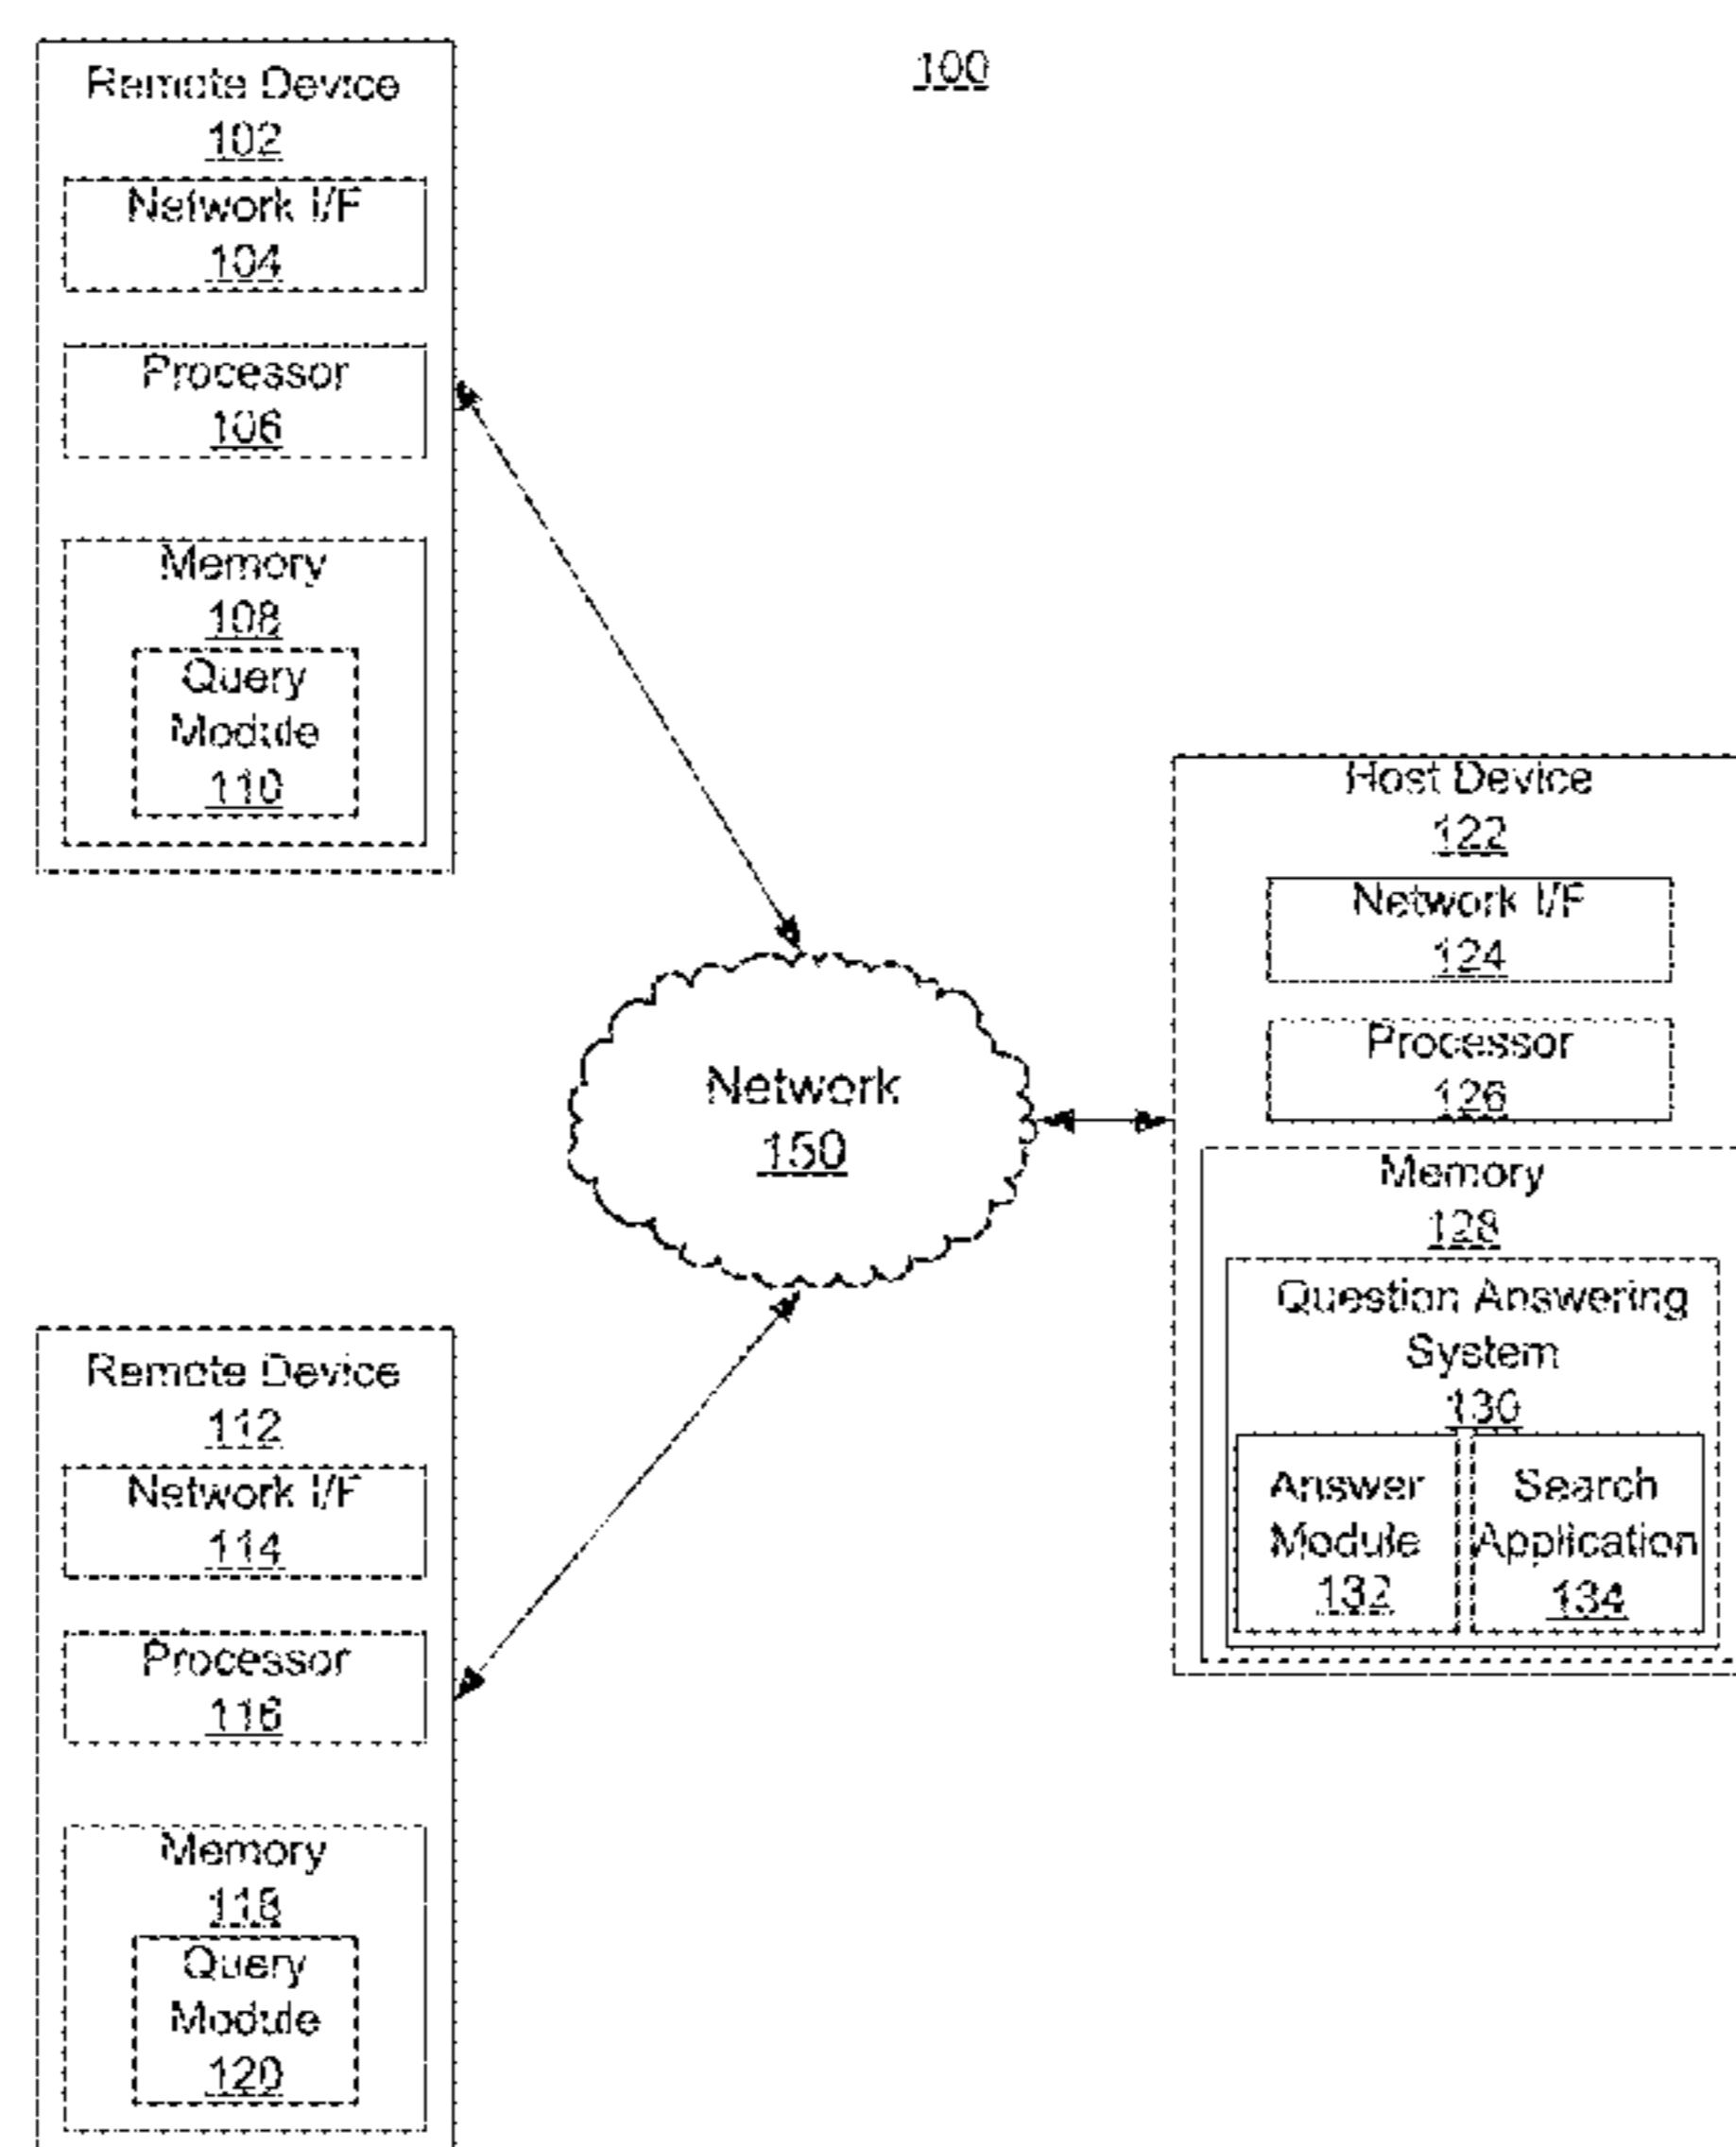 100
Remote Device
102
Network I/F
104
Processor
106
Memory
108
Query
Module
110
Network
150
Host Device
122
Network I/F
124
Processor
126
Memory
128
Question Answering
System
130
Answer
Module
132
Search
Application
134
Remote Device
112
Network I/F
114
Processor
116
Memory
118
Query
Module
120